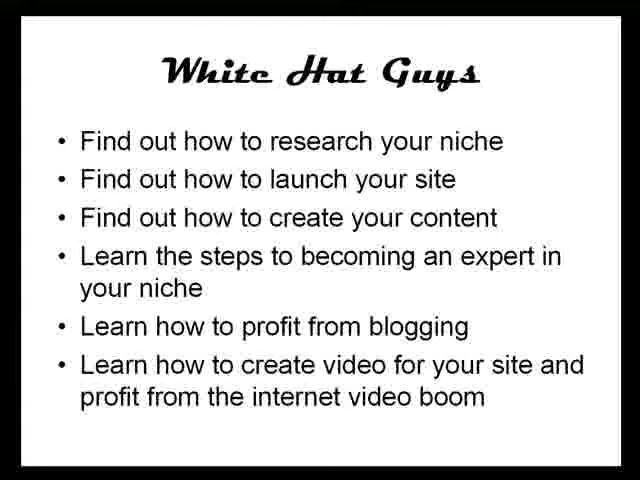 White Hat Guys
• Find out how to research your niche
• Find out how to launch your site
• Find out how to create your content
• Learn the steps to becoming an expert in
your niche
• Learn how to profit from blogging
• Learn how to create video for your site and
profit from the internet video boom